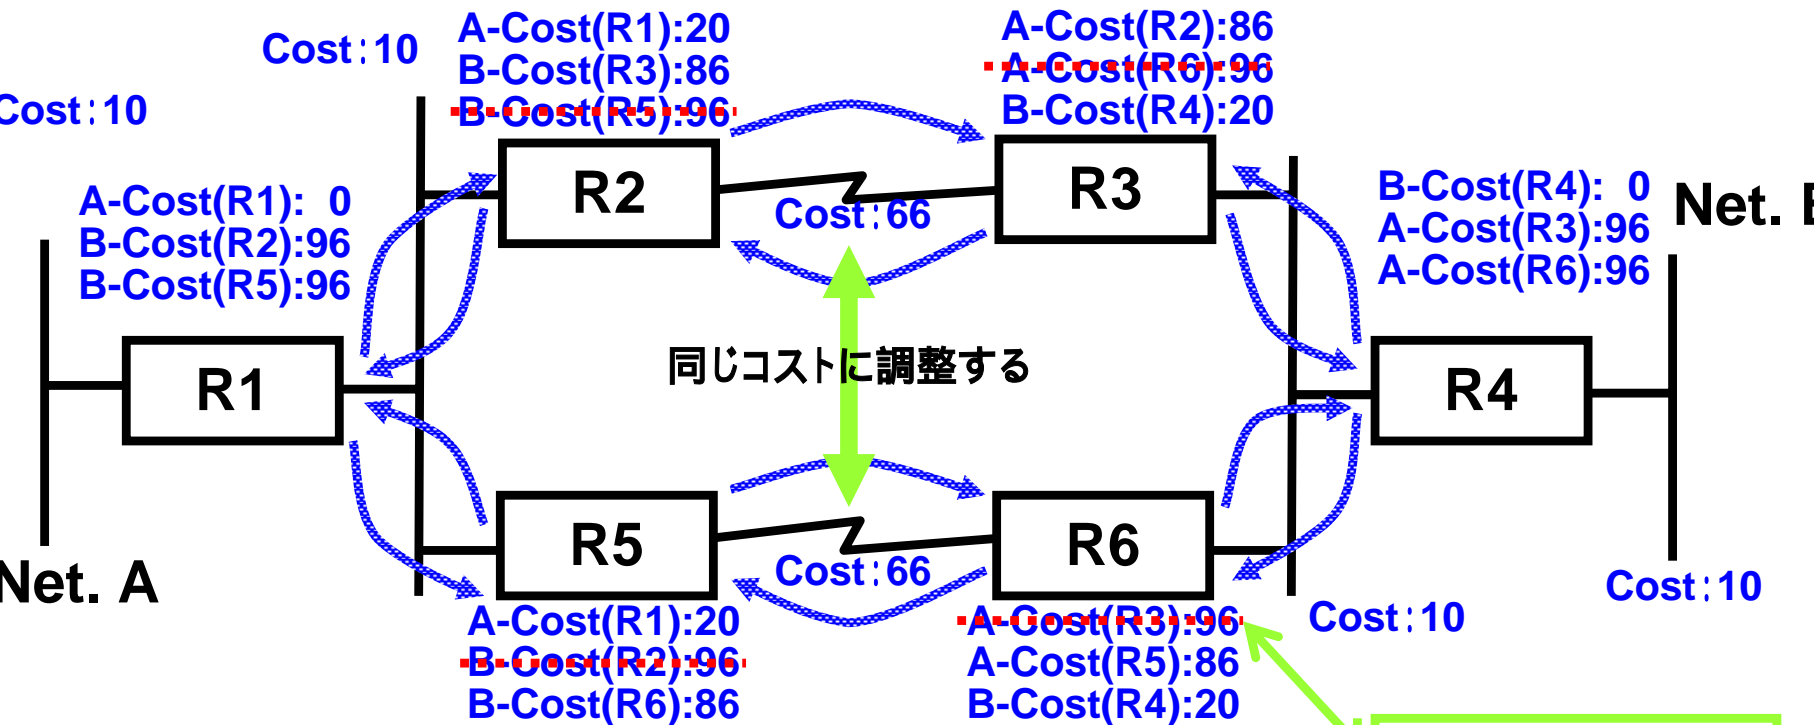 A-Cost(R1):20
B-Cost(R3):86
B-Cost(R5):96
A-Cost(R2):86
A-Cost(R6):96
B-Cost(R4):20
Cost:10
Cost:10
R2
R3
Cost:66
A-Cost(R1): 0
B-Cost(R2):96
B-Cost(R5):96
B-Cost(R4): 0
A-Cost(R3):96
A-Cost(R6):96
Net.
同じコストに調整する
R1
R4
R5
R6
Cost:66
Net. A
Cost:10
Cost:10
A-Cost(R1):20
B-Cost(R2):96
B-Cost(R6):86
A-Cost(R3):96
A-Cost(R5):86
B-Cost(R4):20